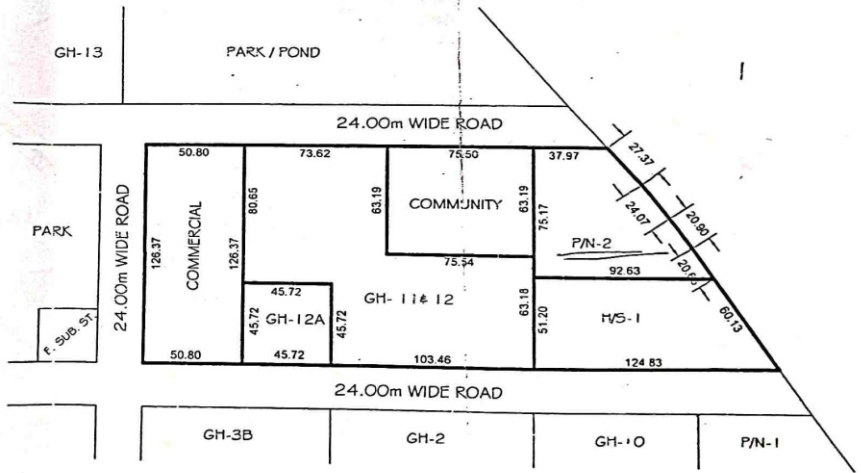 GH-13
PARK / POND
24.00m WIDE ROAD
50.80
73.62
75.50
37.97
27.37
24.07
20.90
PARK
24.00m WIDE ROAD
126.37
COMMERCIAL
126.37
80.65
63.19
COMMUNITY
63.19
75.17
P/N-2
75.54
92.63
60.13
45.72
GH-11& 12
63.18
51.20
H/S-1
F. SUB. ST.
45.72
GH-12A
45.72
50.80
45.72
103.46
124.83
24.00m WIDE ROAD
GH-3B
GH-2
GH-10
P/N-1